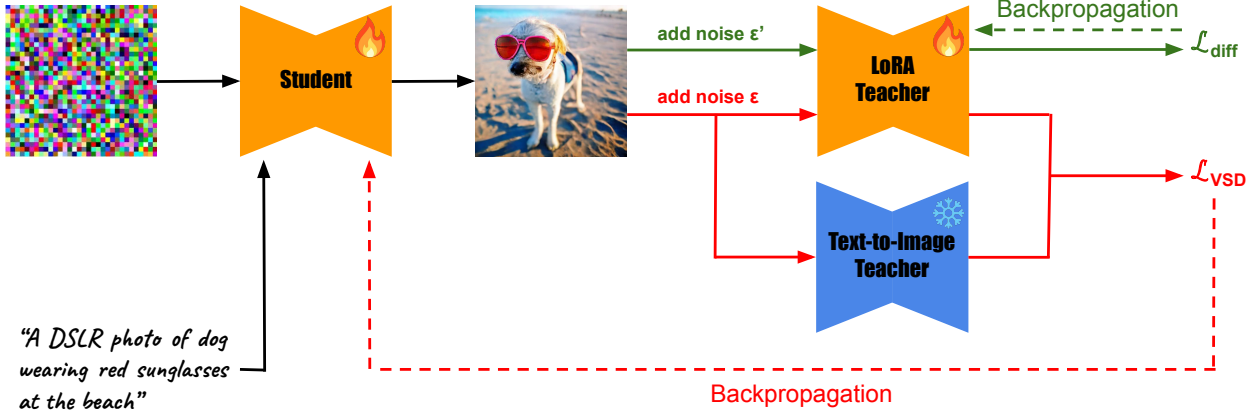 Backpropagation
add noise ε’
ℒdiff
Student
LoRA
Teacher
add noise ε
ℒVSD
Text-to-Image
Teacher
“A DSLR photo of dog
wearing red sunglasses
at the beach”
Backpropagation